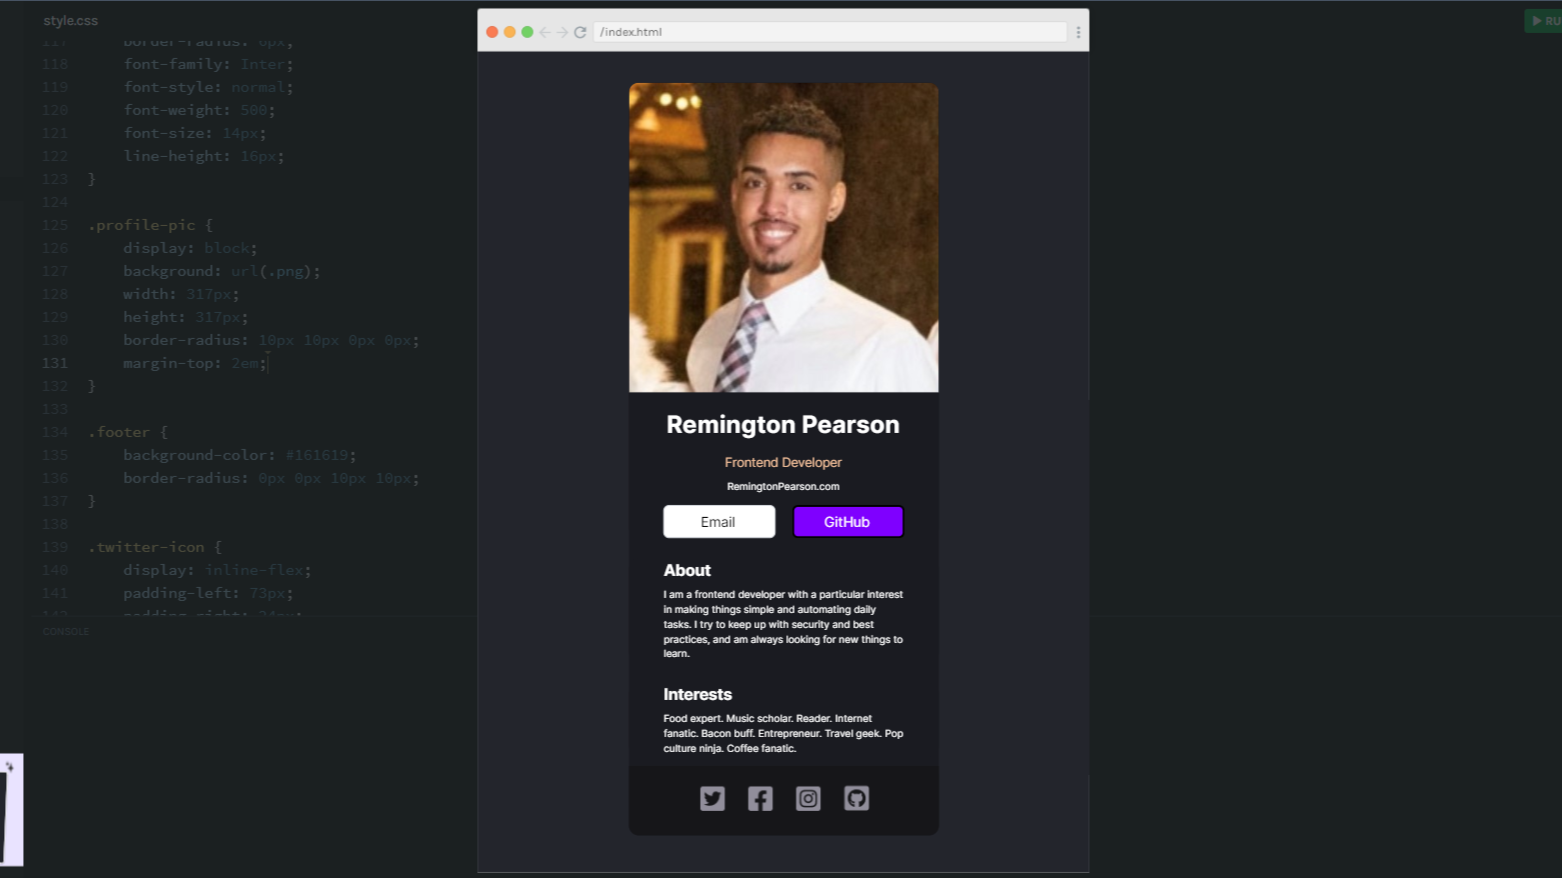 style.css
RU
/index.html
117 border-radius: 6px;
118 font-family: Inter;
119 font-style: normal;
120 font-weight: 500;
121 font-size: 14px;
122 line-height: 16px;
123 }
124
125 .profile-pic {
126 display: block;
127 background: url(.png);
128 width: 317px;
129 height: 317px;
130 border-radius: 10px 10px 0px 0px;
131 margin-top: 2em;
132 }
133
134 .footer {
135 background-color: #161619;
136 border-radius: 0px 0px 10px 10px;
137 }
138
139 .twitter-icon {
140 display: inline-flex;
141 padding-left: 73px;
142 padding-right: 24px;
CONSOLE
Remington Pearson
Frontend Developer
RemingtonPearson.com
Email
GitHub
About
I am a frontend developer with a particular interest
in making things simple and automating daily
tasks. I try to keep up with security and best
practices, and am always looking for new things to
learn.
Interests
Food expert. Music scholar. Reader. Internet
fanatic. Bacon buff. Entrepreneur. Travel geek. Pop
culture ninja. Coffee fanatic.